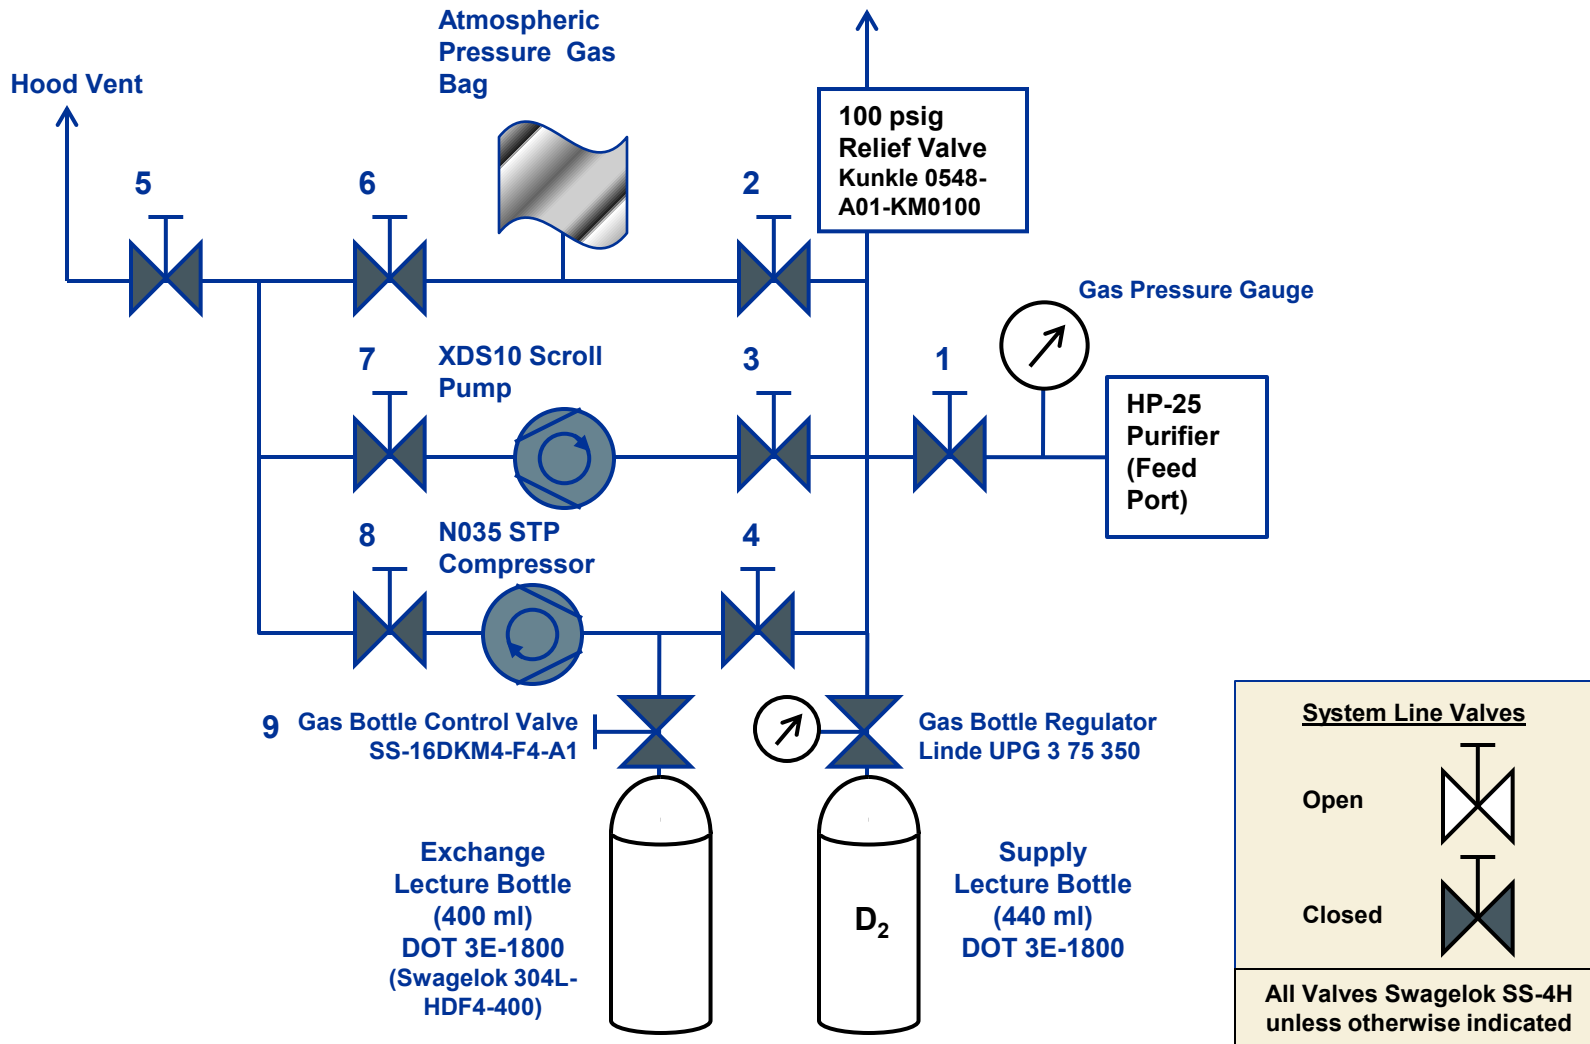 Atmospheric
Pressure Gas
Bag
Hood Vent
100 psig
Relief Valve
Kunkle 0548-
A01-KM0100
5
6
2
Gas Pressure Gauge
7
XDS10 Scroll
Pump
3
1
HP-25
Purifier
(Feed
Port)
8
N035 STP
Compressor
4
9 Gas Bottle Control Valve
SS-16DKM4-F4-A1
Gas Bottle Regulator
Linde UPG 3 75 350
Exchange
Lecture Bottle
(400 ml)
DOT 3E-1800
(Swagelok 304L-
HDF4-400)
D₂
Supply
Lecture Bottle
(440 ml)
DOT 3E-1800
System Line Valves
Open
Closed
All Valves Swagelok SS-4H
unless otherwise indicated